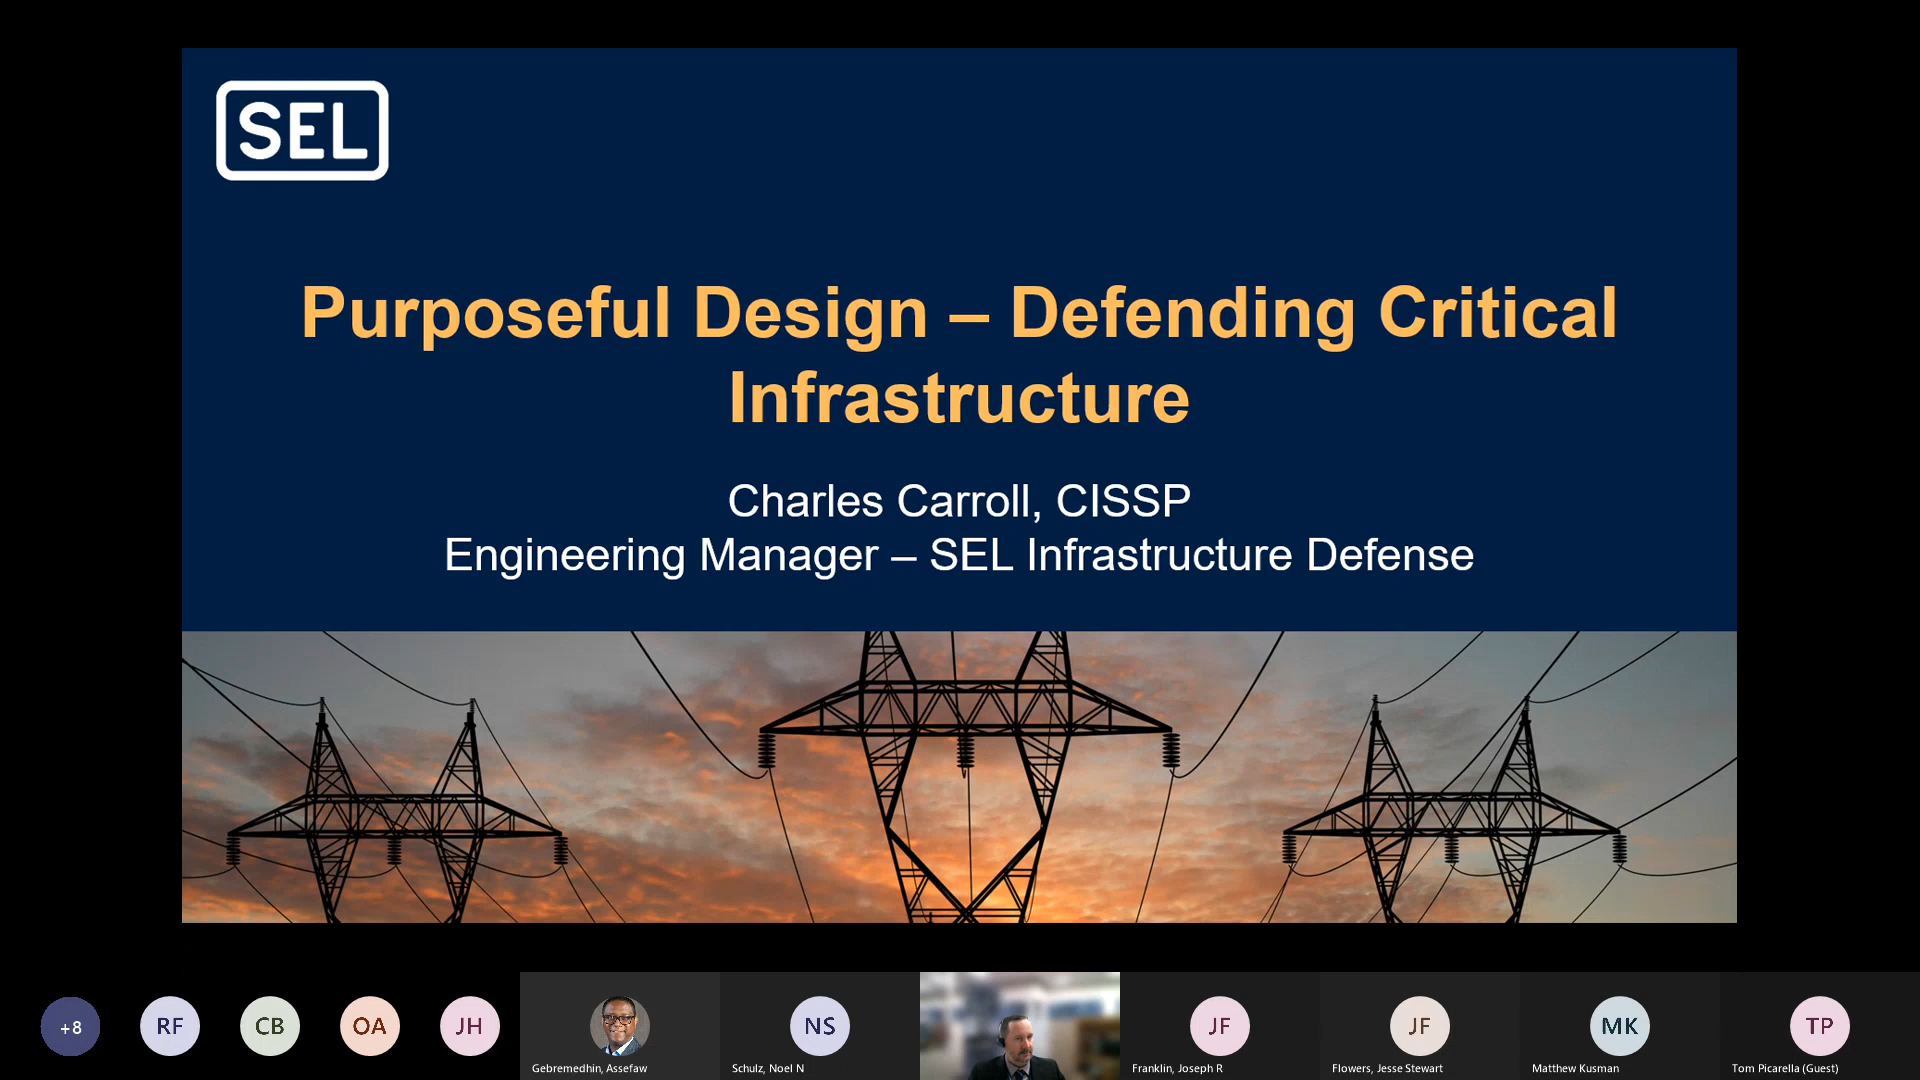 SEL
Purposeful Design – Defending Critical
Infrastructure
Charles Carroll, CISSP
Engineering Manager – SEL Infrastructure Defense
+8
RF
CB
OA
JH
NS
JF
JF
MK
TP
Gebremedhin, Assefaw
Schulz, Noel N
Franklin, Joseph R
Flowers, Jesse Stewart
Matthew Kusman
Tom Picarella (Guest)